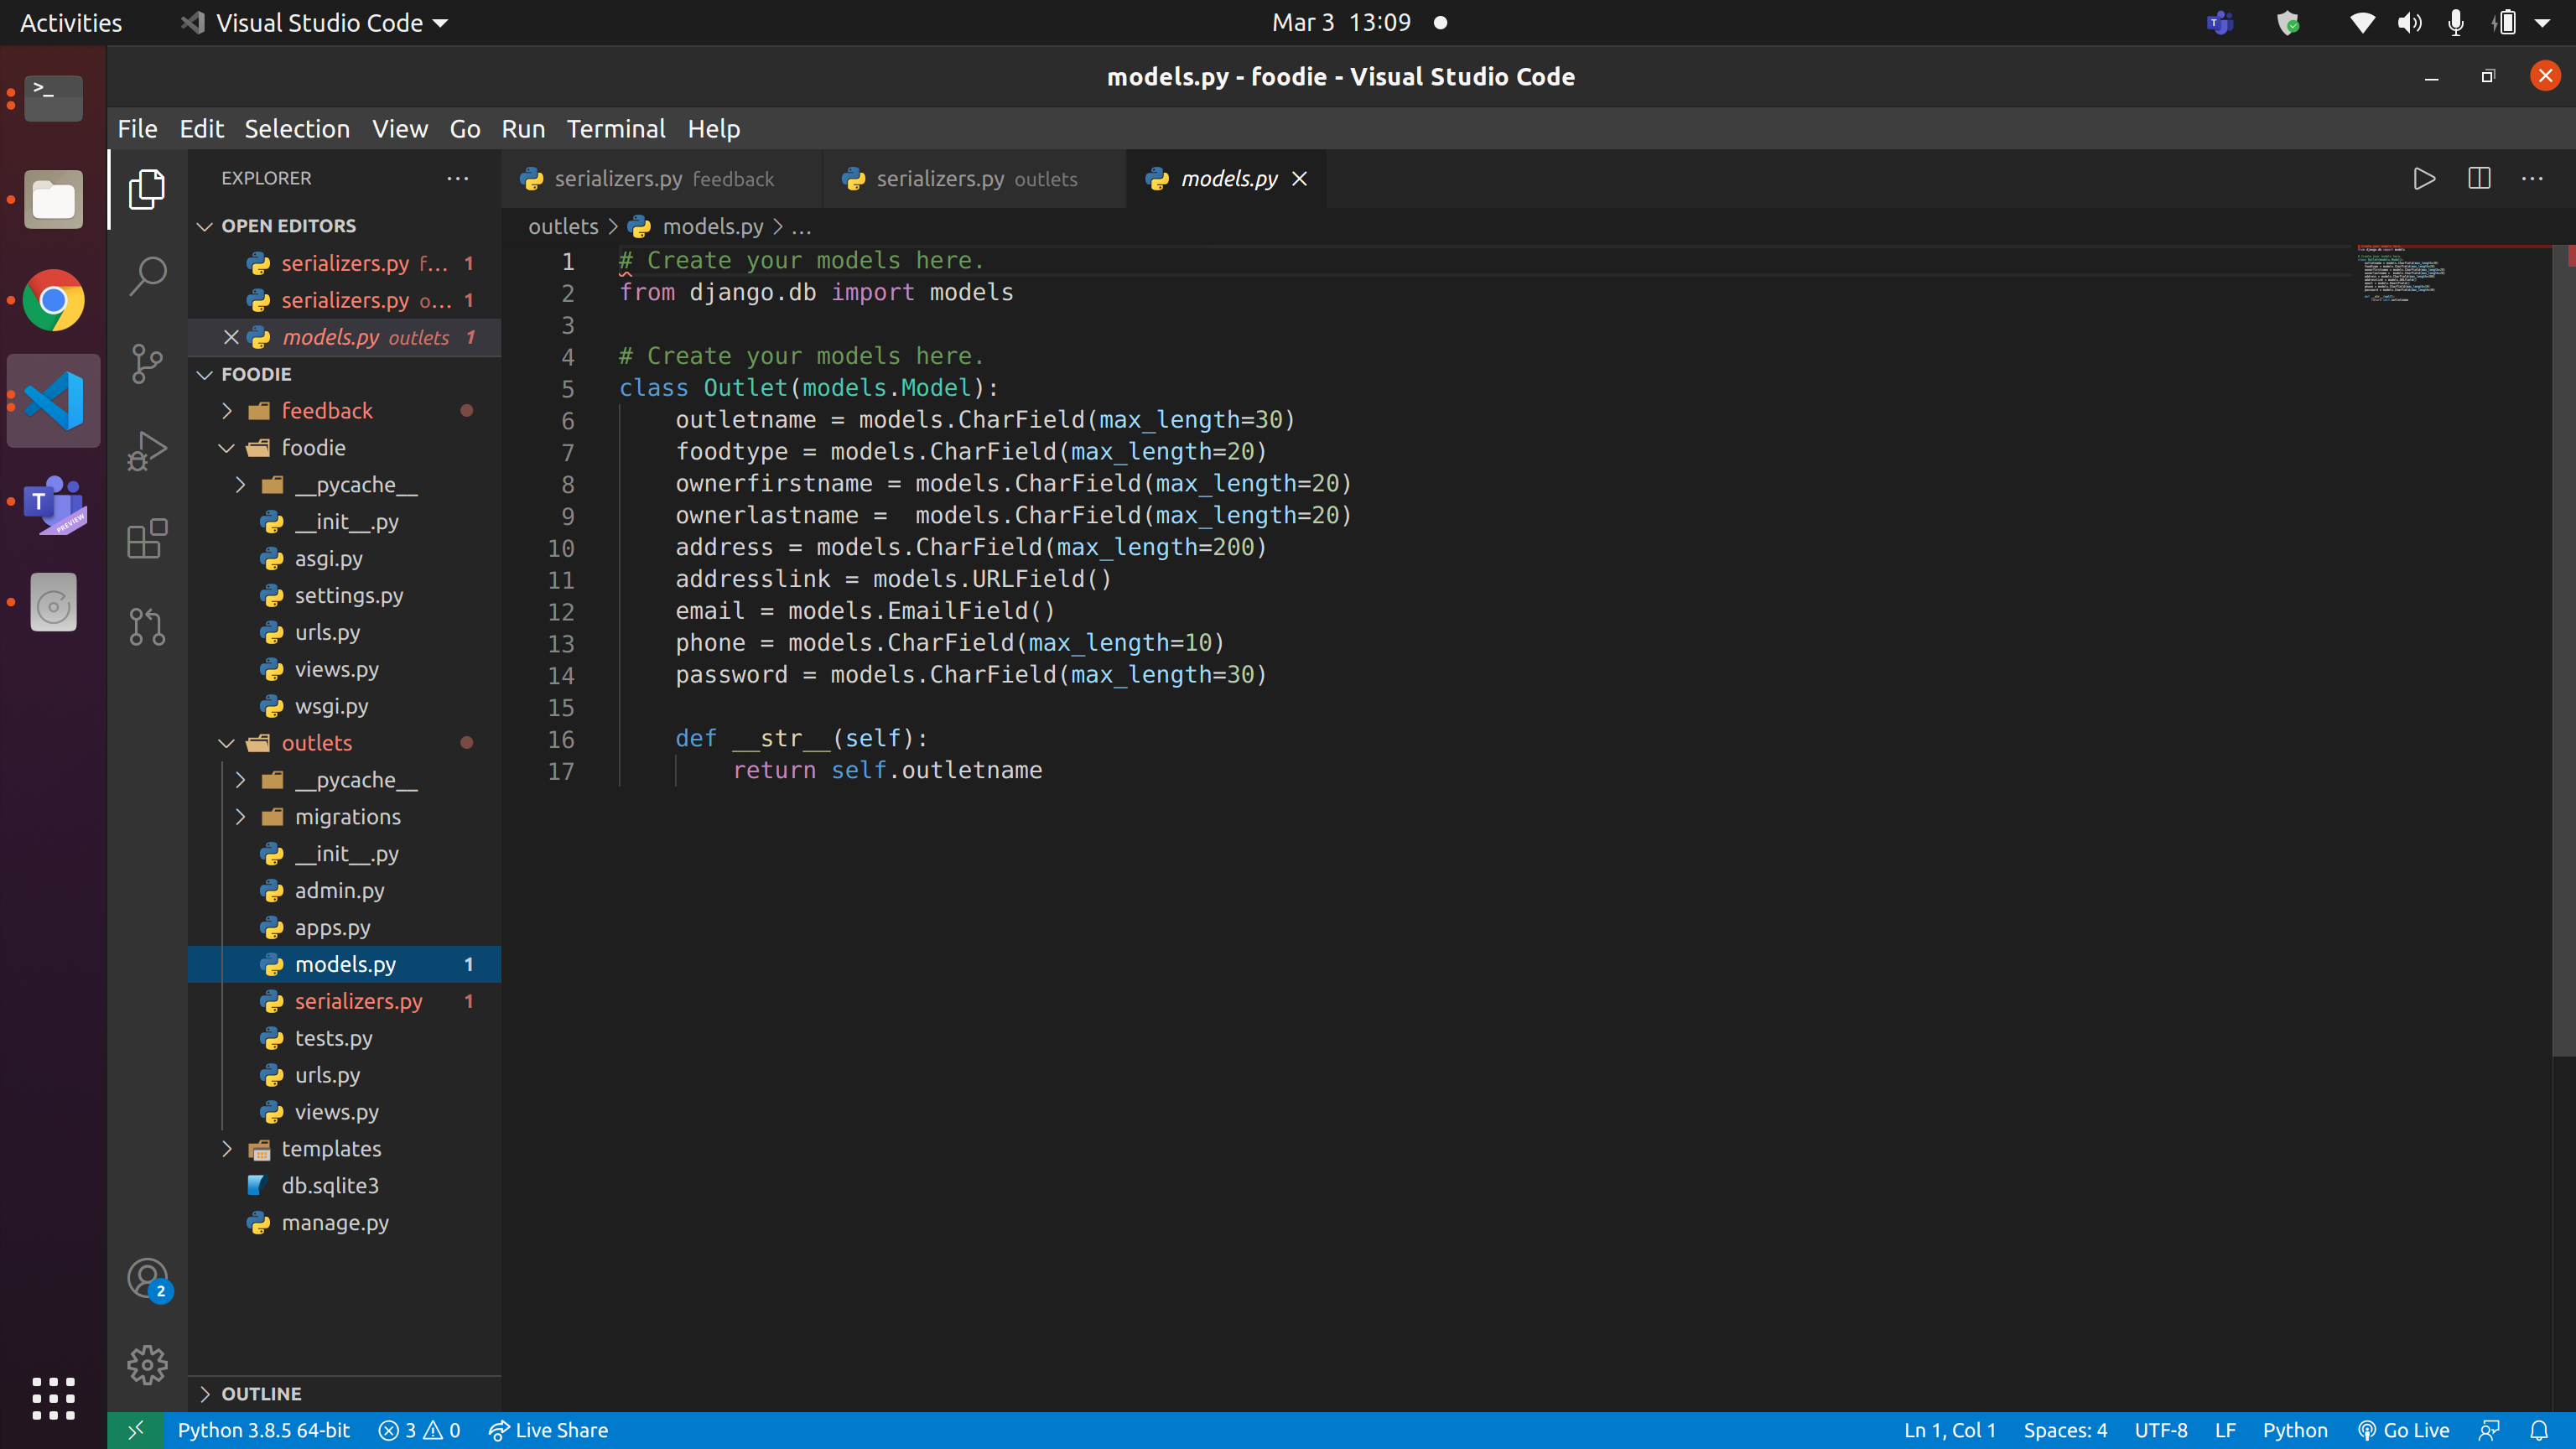 Activities Visual Studio Code Mar 3 13:09
models.py - foodie - Visual Studio Code
File Edit Selection View Go Run Terminal Help
EXPLORER
OPEN EDITORS
serializers.py f... 1
serializers.py o... 1
models.py outlets 1
FOODIE
feedback
foodie
__pycache__
__init__.py
asgi.py
settings.py
urls.py
views.py
wsgi.py
outlets
__pycache__
migrations
__init__.py
admin.py
apps.py
models.py 1
serializers.py 1
tests.py
urls.py
views.py
templates
db.sqlite3
manage.py
OUTLINE
T
PREVIEW
2
serializers.py feedback serializers.py outlets models.py
outlets > models.py > ...
1 # Create your models here.
2 from django.db import models
3
4 # Create your models here.
5 class Outlet(models.Model):
6 outletname = models.CharField(max_length=30)
7 foodtype = models.CharField(max_length=20)
8 ownerfirstname = models.CharField(max_length=20)
9 ownerlastname =  models.CharField(max_length=20)
10 address = models.CharField(max_length=200)
11 addresslink = models.URLField()
12 email = models.EmailField()
13 phone = models.CharField(max_length=10)
14 password = models.CharField(max_length=30)
15
16 def __str__(self):
17 return self.outletname
Python 3.8.5 64-bit 3 0 Live Share Ln 1, Col 1 Spaces: 4 UTF-8 LF Python Go Live